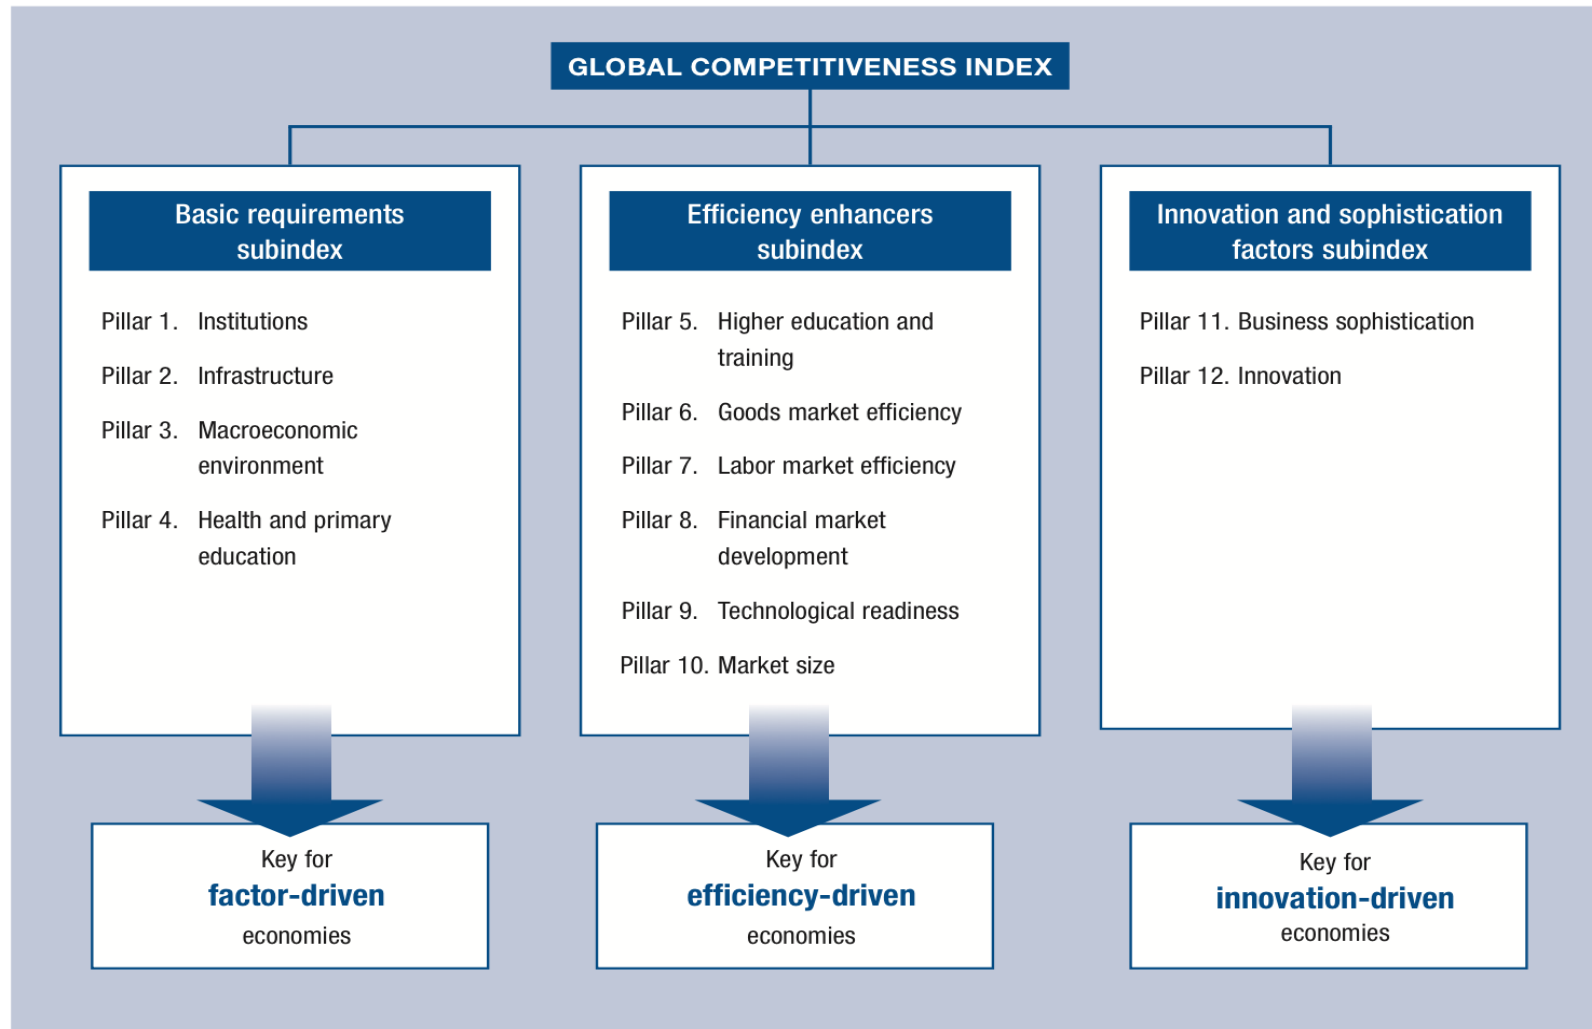 GLOBAL COMPETITIVENESS INDEX
Basic requirements
subindex
Pillar 1. Institutions
Pillar 2. Infrastructure
Pillar 3. Macroeconomic
environment
Pillar 4. Health and primary
education
Key for
factor-driven
economies
Efficiency enhancers
subindex
Pillar 5. Higher education and
training
Pillar 6. Goods market efficiency
Pillar 7. Labor market efficiency
Pillar 8. Financial market
development
Pillar 9. Technological readiness
Pillar 10. Market size
Key for
efficiency-driven
economies
Innovation and sophistication
factors subindex
Pillar 11. Business sophistication
Pillar 12. Innovation
Key for
innovation-driven
economies